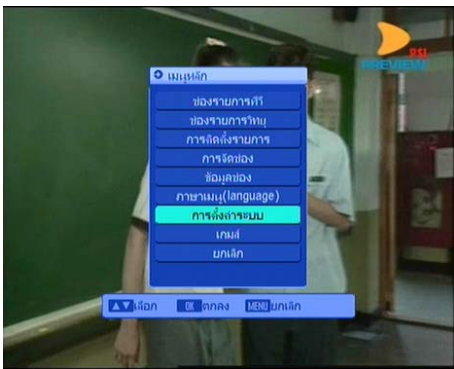 PSI
PREVIEW
เมนูหลัก
ช่องรายการทีวี
ช่องรายการวิทยุ
การติดตั้งรายการ
การจัดช่อง
ข้อมูลช่อง
ภาษาเมนู(language)
การตั้งค่าระบบ
เกมส์
ยกเลิก
▲▼ เลือก OK ตกลง MENU ยกเลิก